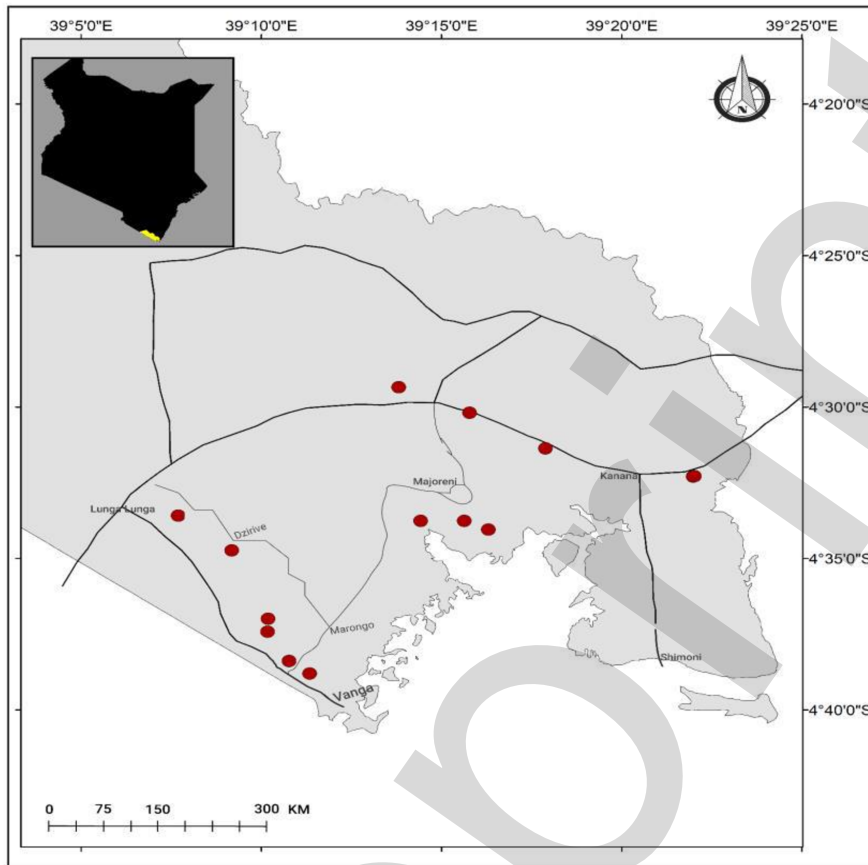 39°5'0"E 39°10'0"E 39°15'0"E 39°20'0"E 39°25'0"E
4°20'0"S
N
4°25'0"S
4°30'0"S
Majoreni
Kanana
Lunga Lunga
Dzirive
4°35'0"S
Marongo
Shimoni
Vanga
4°40'0"S
0 75 150 300 KM